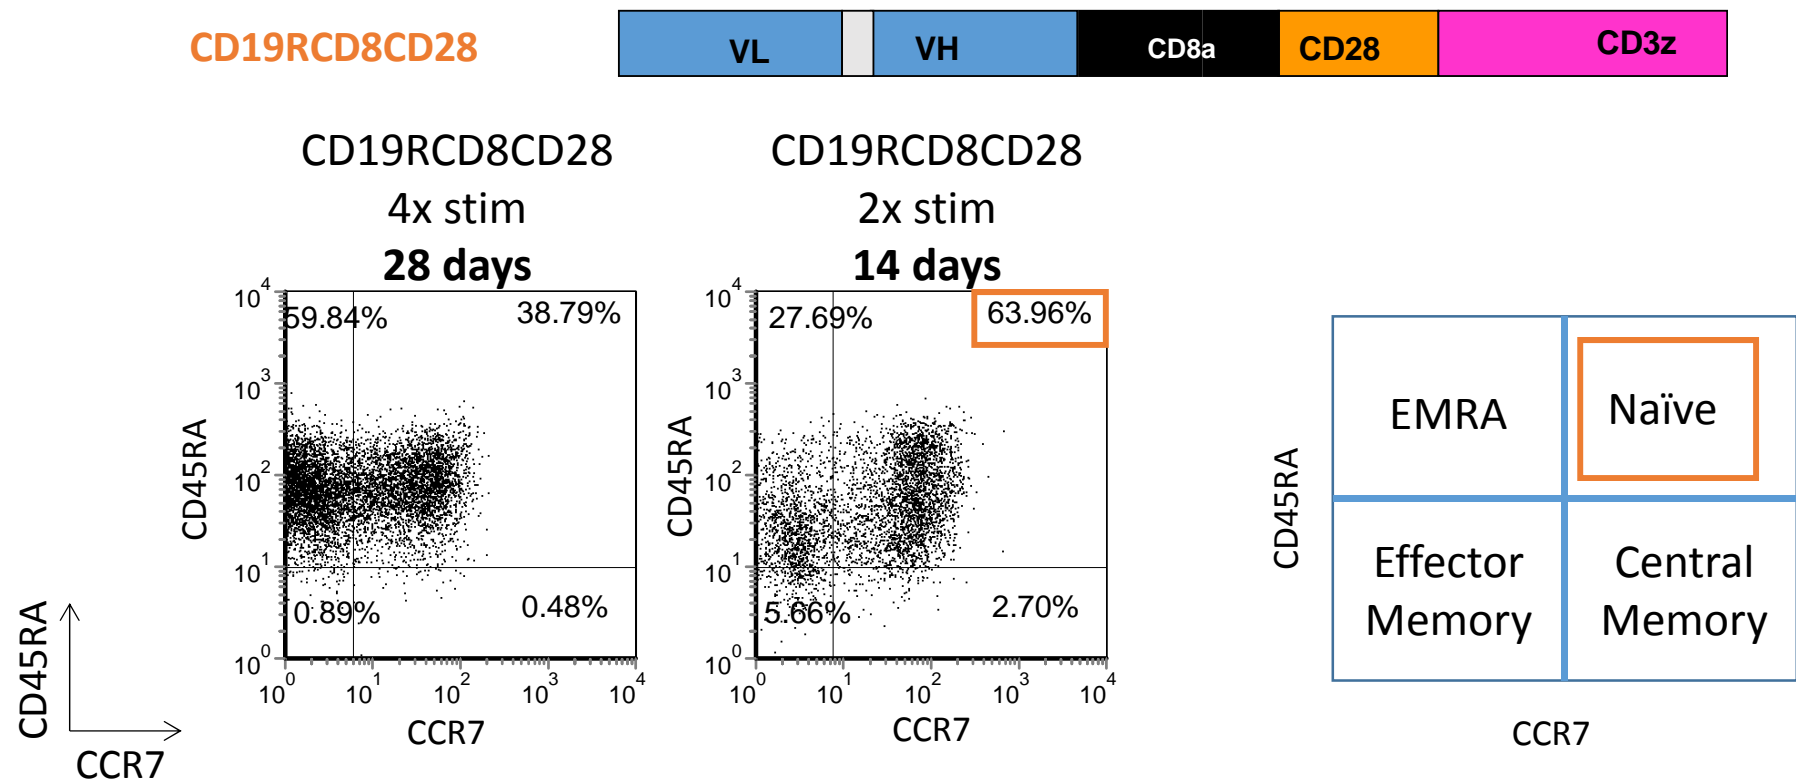 CD19RCD8CD28
VL
VH
CD8a
CD28
CD3z
CD19RCD8CD28
4x stim
28 days
CD19RCD8CD28
2x stim
14 days
10^4
10^3
10^2
10^1
10^0
59.84%
38.79%
0.89%
0.48%
10^0 10^1 10^2 10^3 10^4
CD45RA
CCR7
10^4
10^3
10^2
10^1
10^0
27.69%
63.96%
5.66%
2.70%
10^0 10^1 10^2 10^3 10^4
CD45RA
CCR7
EMRA
Naïve
Effector
Memory
Central
Memory
CD45RA
CCR7
CD45RA
CCR7